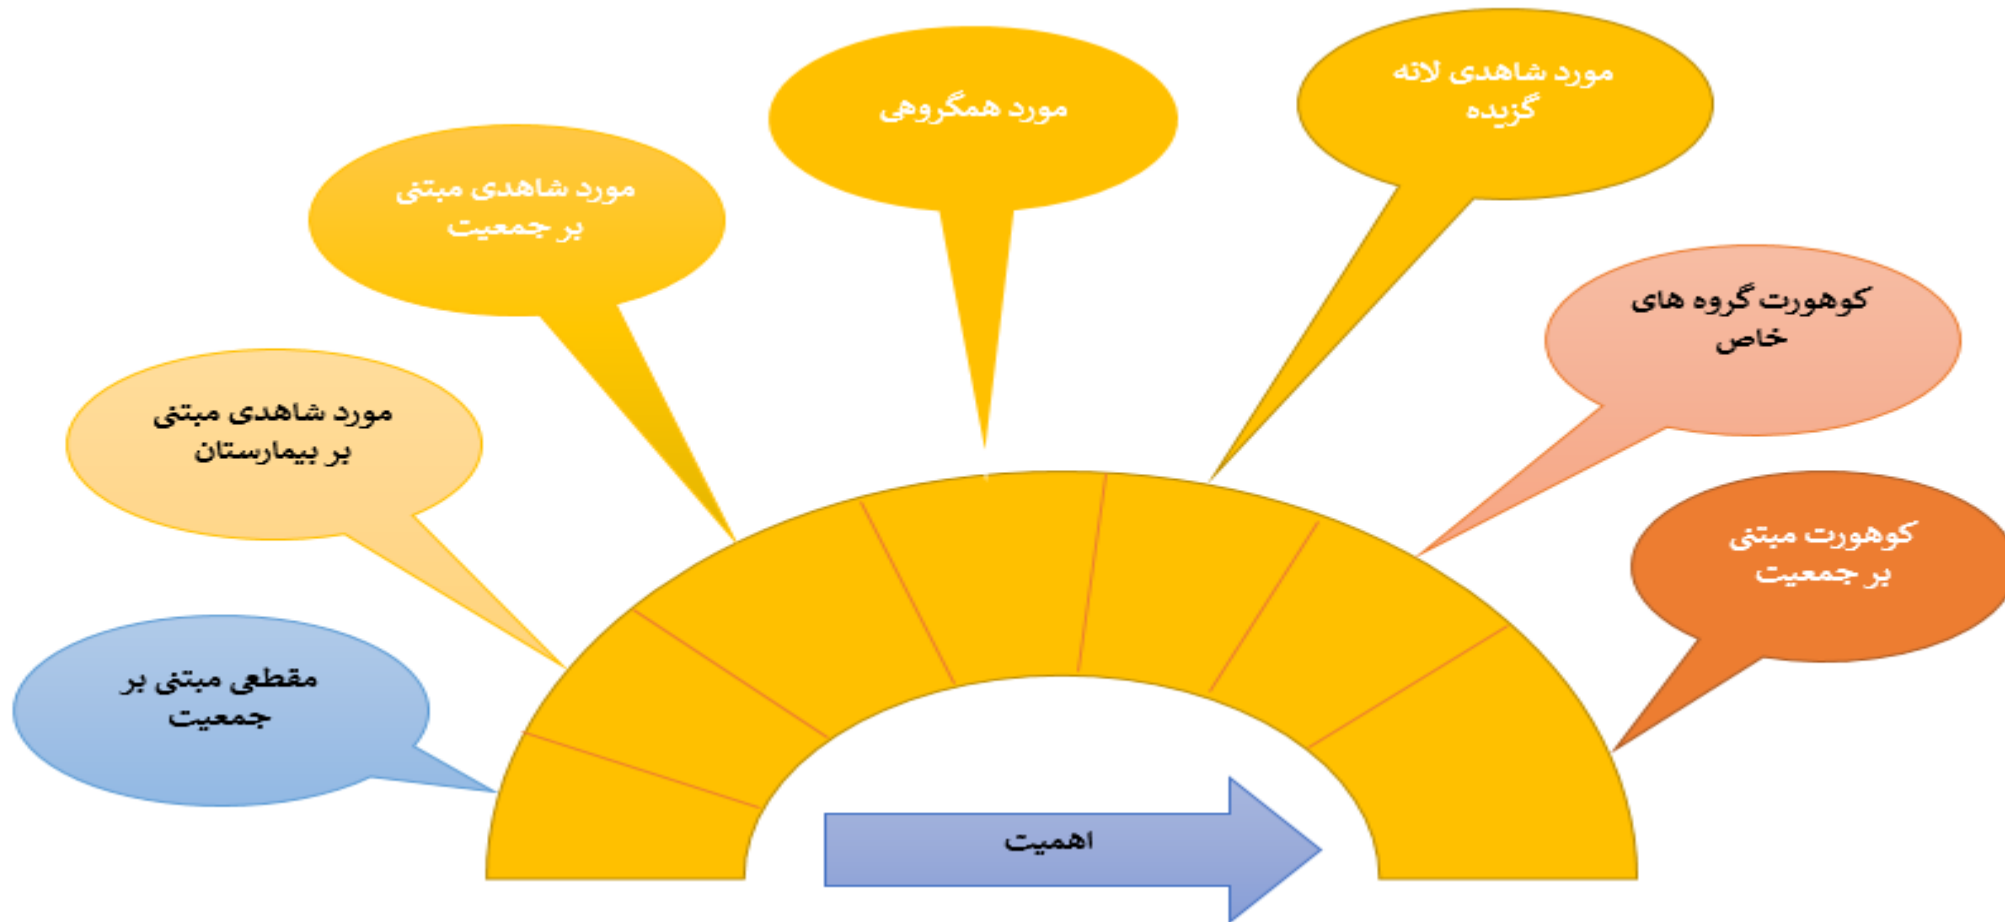 مورد شاهدی لانه
گزیده
مورد همگروهی
مورد شاهدی مبتنی
بر جمعیت
کوهورت گروه های
خاص
مورد شاهدی مبتنی
بر بیمارستان
کوهورت مبتنی
بر جمعیت
مقطعی مبتنی بر
جمعیت
اهمیت